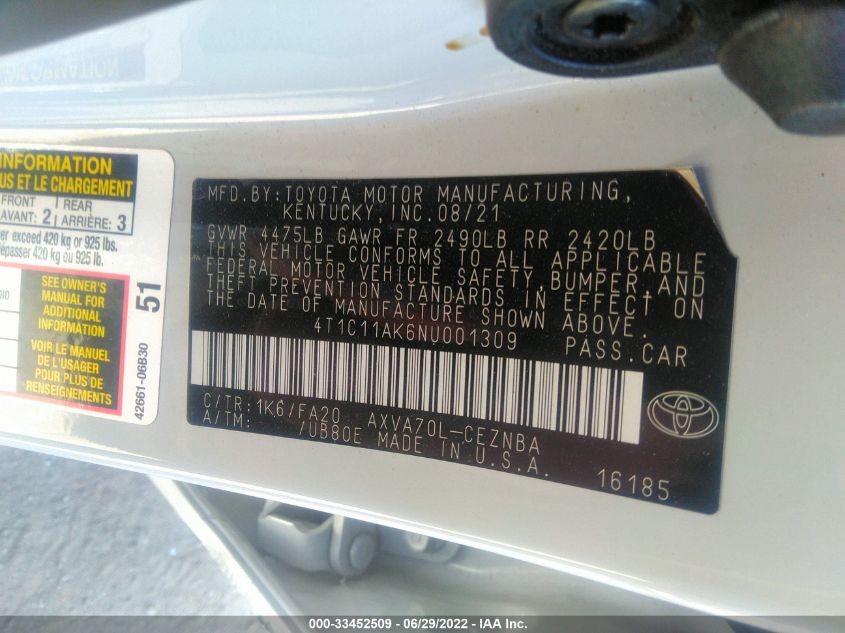 INFORMATION
US ET LE CHARGEMENT
FRONT
AVANT: 2
REAR
ARRIÈRE: 3
er exceed 420 kg or 925 lbs.
dépasser 420 kg ou 925 lb.
SEE OWNER'S
MANUAL FOR
ADDITIONAL
INFORMATION
VOIR LE MANUEL
DE L'USAGER
POUR PLUS DE
RENSEIGNEMENTS
51
42661-06B30
MFD.BY:TOYOTA MOTOR MANUFACTURING,
KENTUCKY, INC.08/21
GVWR 4475LB GAWR FR 2490LB RR 2420LB
THIS VEHICLE CONFORMS TO ALL APPLICABLE
FEDERAL MOTOR VEHICLE SAFETY,BUMPER,AND
THEFT PREVENTION STANDARDS IN EFFECT ON
THE DATE OF MANUFACTURE SHOWN ABOVE.
4T1C11AK6NU001309 PASS.CAR
C/TR:1K6/FA20 AXVA70L-CEZNBA
A/TM: /UB80E MADE IN U.S.A.
16185
000-33452509 - 06/29/2022 - IAA Inc.